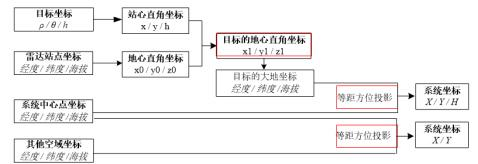 目标坐标
ρ/θ/h
站心直角坐标
x/y/h
目标的地心直角坐标
x1/y1/z1
雷达站点坐标
经度/纬度/海拔
地心直角坐标
x0/y0/z0
目标的大地坐标
经度/纬度/海拔
等距方位投影
系统坐标
X/Y/H
系统中心点坐标
经度/纬度/海拔
等距方位投影
系统坐标
X/Y
其他空域坐标
经度/纬度/海拔